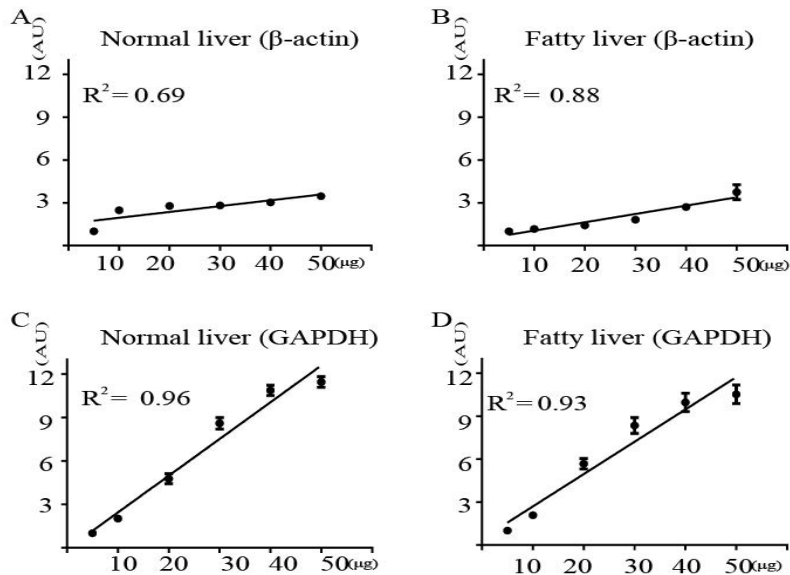 A
(AU)
Normal liver (β-actin)
R²= 0.69
12
9
6
3
10 20 30 40 50(μg)
B
(AU)
Fatty liver (β-actin)
R²= 0.88
12
9
6
3
10 20 30 40 50(μg)
C
(AU)
Normal liver (GAPDH)
R²= 0.96
12
9
6
3
10 20 30 40 50(μg)
D
(AU)
Fatty liver (GAPDH)
R²= 0.93
12
9
6
3
10 20 30 40 50(μg)